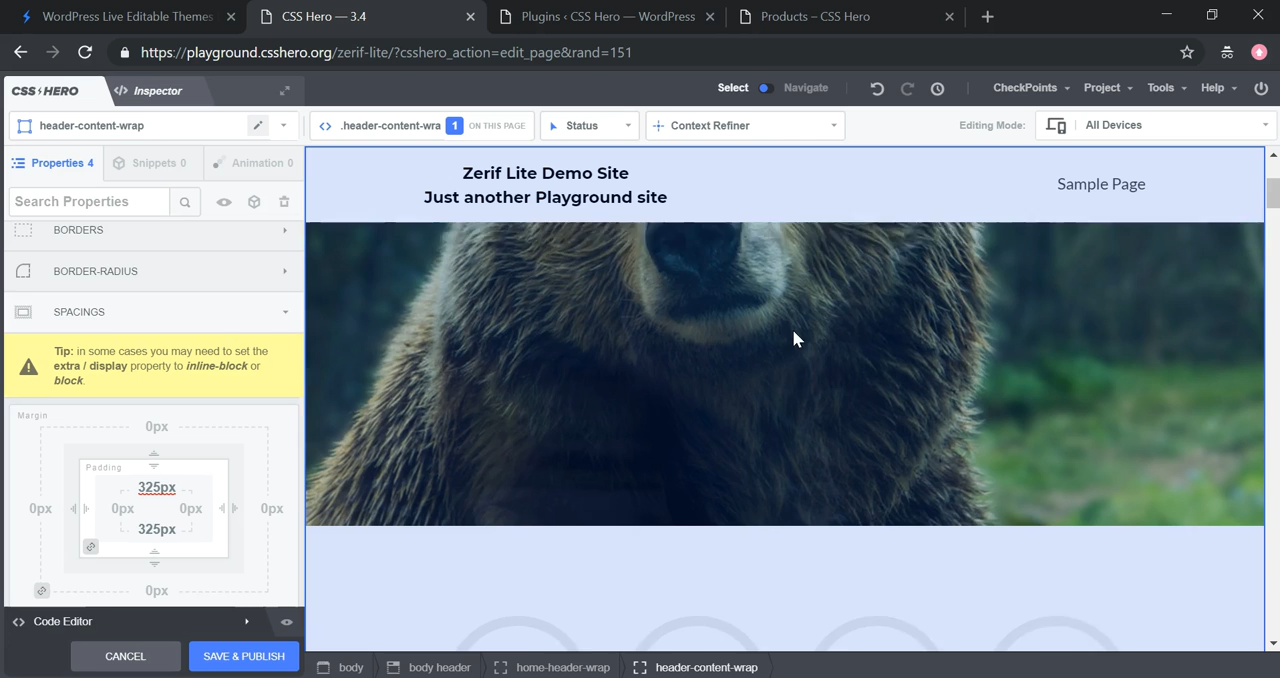 WordPress Live Editable Themes
CSS Hero — 3.4
Plugins ‹ CSS Hero — WordPress
Products – CSS Hero
https://playground.csshero.org/zerif-lite/?csshero_action=edit_page&rand=151
CSS HERO
</> Inspector
Select
Navigate
CheckPoints
Project
Tools
Help
header-content-wrap
.header-content-wra 1 ON THIS PAGE
Status
Context Refiner
Editing Mode:
All Devices
Properties 4
Snippets 0
Animation 0
Search Properties
Zerif Lite Demo Site
Just another Playground site
Sample Page
BORDERS
BORDER-RADIUS
SPACINGS
Tip: in some cases you may need to set the
extra / display property to inline-block or
block.
Margin
0px
Padding
325px
0px 0px 0px 0px
325px
0px
Code Editor
CANCEL
SAVE & PUBLISH
body
body header
home-header-wrap
header-content-wrap